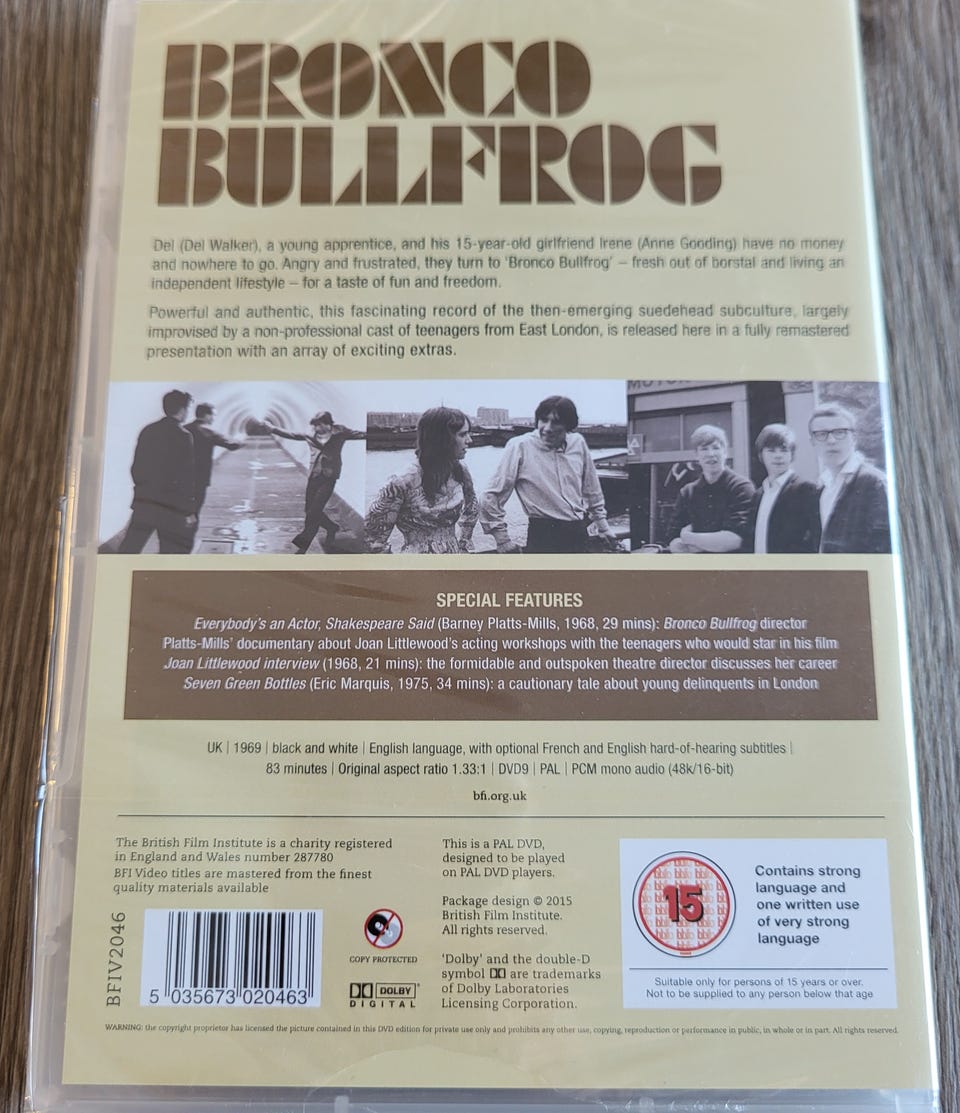 BRONCO
BULLFROG
Del (Del Walker), a young apprentice, and his 15-year-old girlfriend Irene (Anne Gooding) have no money
and nowhere to go. Angry and frustrated, they turn to 'Bronco Bullfrog' – fresh out of borstal and living an
independent lifestyle – for a taste of fun and freedom.
Powerful and authentic, this fascinating record of the then-emerging suedehead subculture, largely
improvised by a non-professional cast of teenagers from East London, is released here in a fully remastered
presentation with an array of exciting extras.
SPECIAL FEATURES
Everybody's an Actor, Shakespeare Said (Barney Platts-Mills, 1968, 29 mins): Bronco Bullfrog director
Platts-Mills' documentary about Joan Littlewood's acting workshops with the teenagers who would star in his film
Joan Littlewood interview (1968, 21 mins): the formidable and outspoken theatre director discusses her career
Seven Green Bottles (Eric Marquis, 1975, 34 mins): a cautionary tale about young delinquents in London
UK | 1969 | black and white | English language, with optional French and English hard-of-hearing subtitles |
83 minutes | Original aspect ratio 1.33:1 | DVD9 | PAL | PCM mono audio (48k/16-bit)
bfi.org.uk
The British Film Institute is a charity registered
in England and Wales number 287780
BFI Video titles are mastered from the finest
quality materials available
BFIV2046
5 035673 020463
COPY PROTECTED
DOLBY
DIGITAL
This is a PAL DVD,
designed to be played
on PAL DVD players.
Package design © 2015
British Film Institute.
All rights reserved.
'Dolby' and the double-D
symbol are trademarks
of Dolby Laboratories
Licensing Corporation.
15
Contains strong
language and
one written use
of very strong
language
Suitable only for persons of 15 years or over.
Not to be supplied to any person below that age
WARNING: the copyright proprietor has licensed the picture contained in this DVD edition for private use only and prohibits any other use, copying, reproduction or performance in public, in whole or in part. All rights reserved.